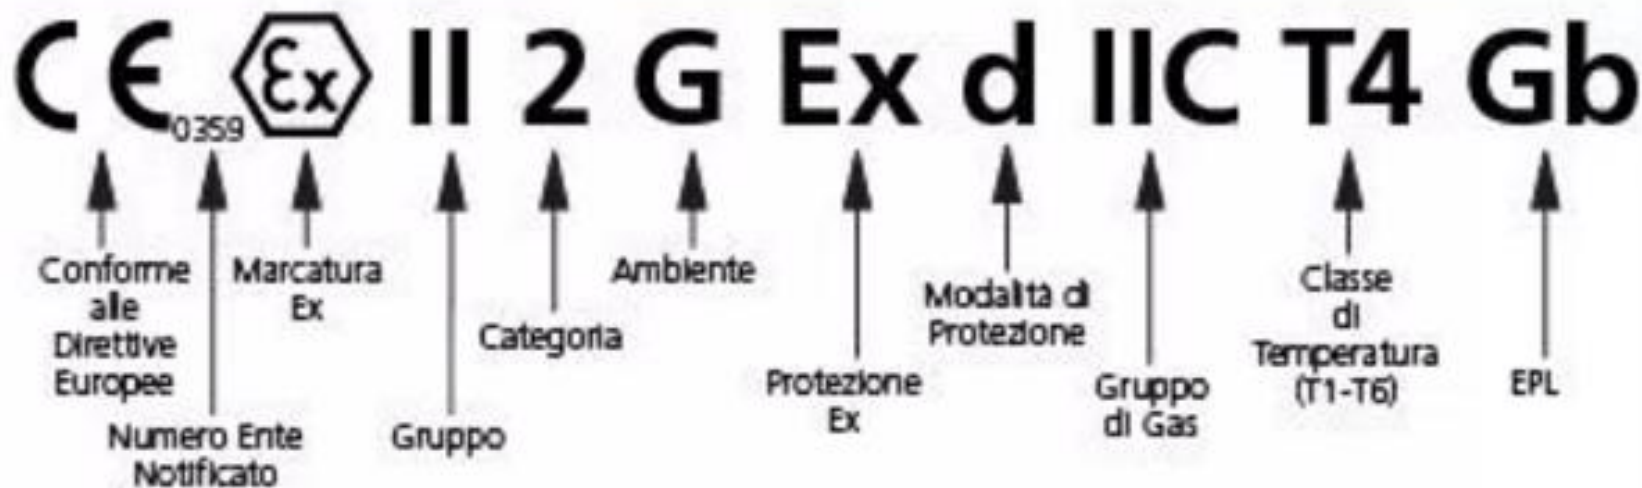 CE 0359 Ex II 2 G Ex d IIC T4 Gb
Conforme
alle
Direttive
Europee
Numero Ente
Notificato
Marcatura
Ex
Gruppo
Categoria
Ambiente
Protezione
Ex
Modalità di
Protezione
Gruppo
di Gas
Classe
di
Temperatura
(T1-T6)
EPL